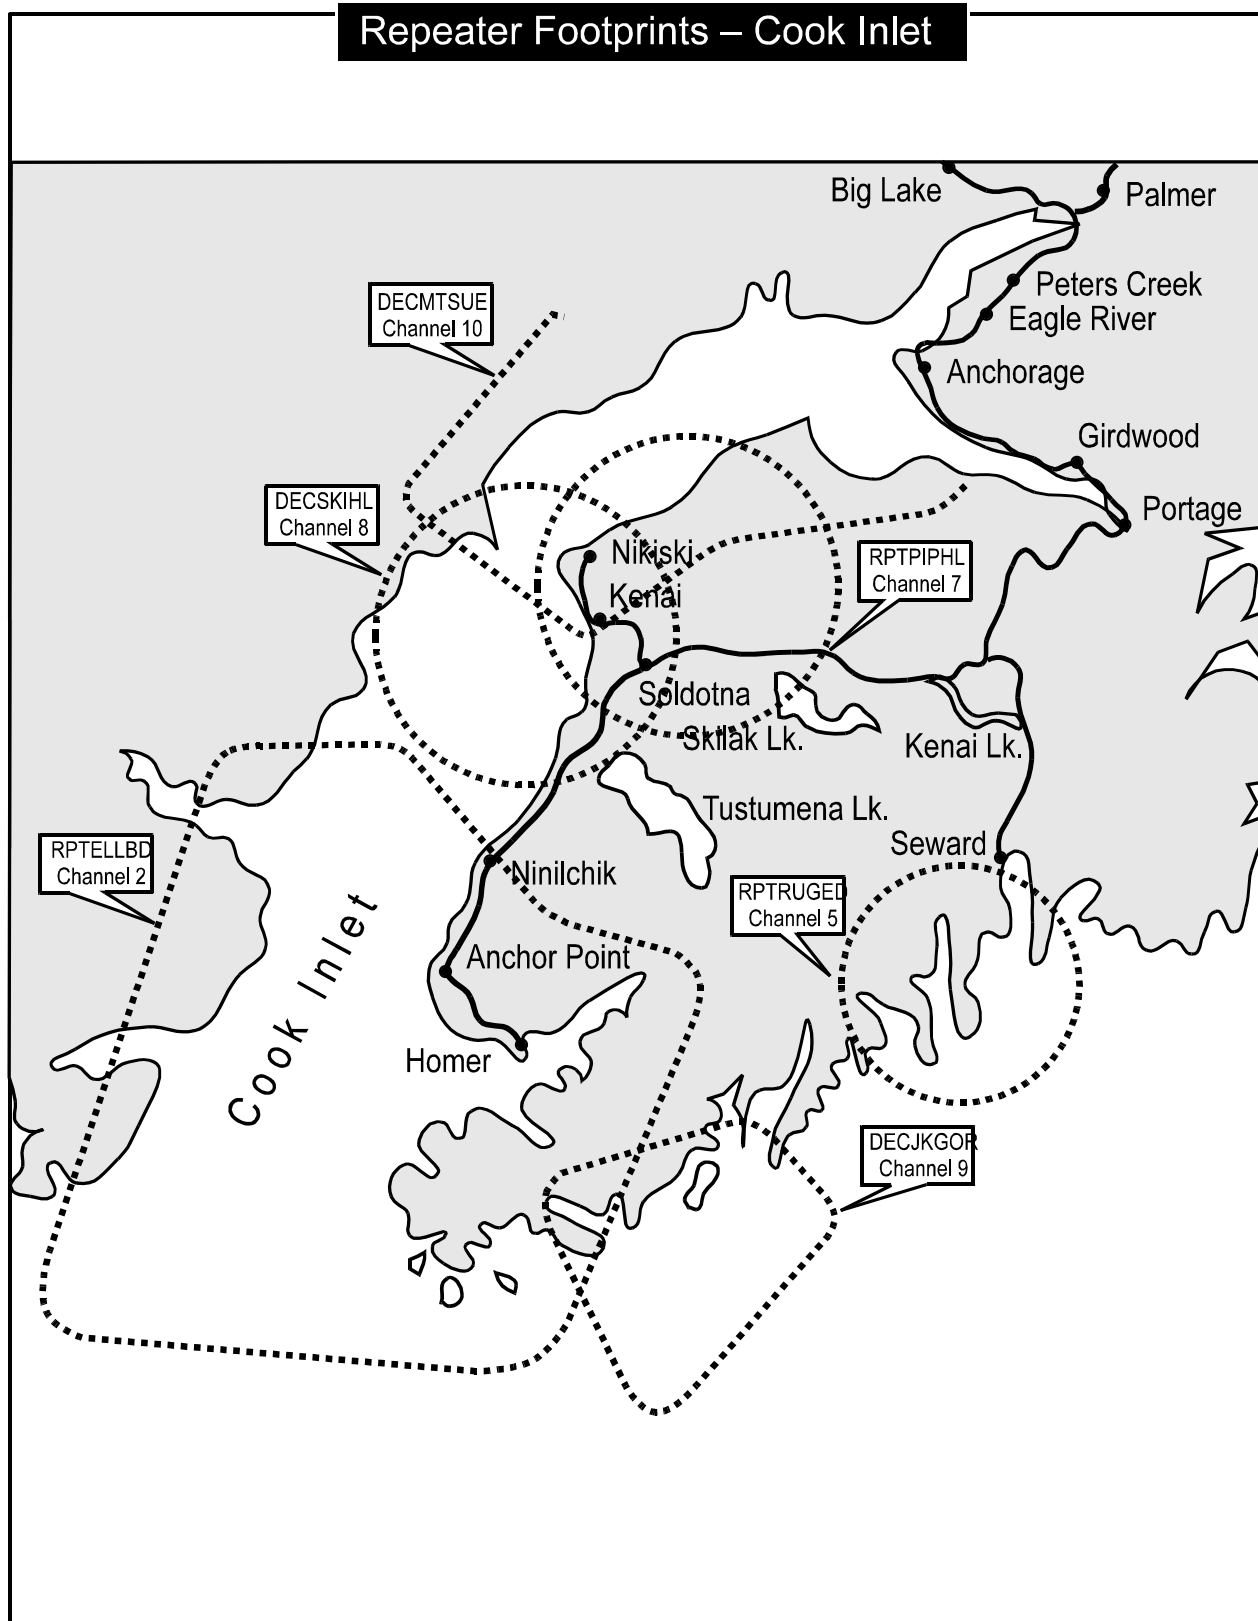 Repeater Footprints – Cook Inlet
Big Lake
Palmer
Peters Creek
Eagle River
DECMTSUE
Channel 10
Anchorage
Girdwood
DECSKIHL
Channel 8
Portage
Nikiski
RPTPIPHL
Channel 7
Kenai
Soldotna
Skilak Lk.
Kenai Lk.
Tustumena Lk.
RPTELLBD
Channel 2
Seward
Ninilchik
RPTRUGED
Channel 5
Anchor Point
Cook Inlet
Homer
DECJKGOR
Channel 9